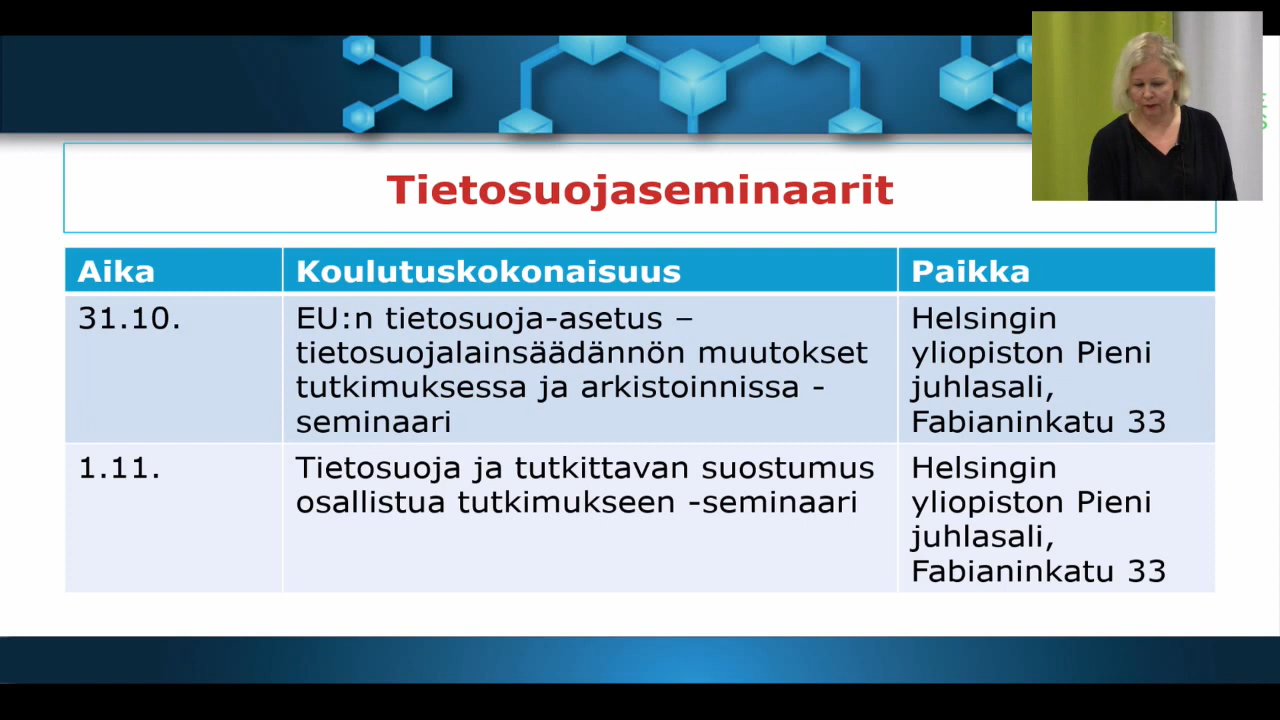 Tietosuojaseminaarit
Aika
Koulutuskokonaisuus
Paikka
31.10.
EU:n tietosuoja-asetus –
tietosuojalainsäädännön muutokset
tutkimuksessa ja arkistoinnissa -
seminaari
Helsingin
yliopiston Pieni
juhlasali,
Fabianinkatu 33
1.11.
Tietosuoja ja tutkittavan suostumus
osallistua tutkimukseen -seminaari
Helsingin
yliopiston Pieni
juhlasali,
Fabianinkatu 33